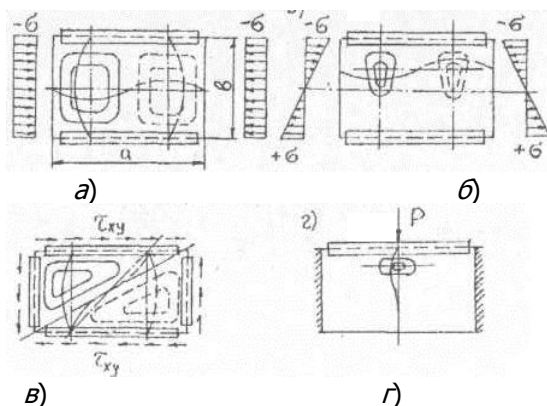 -б -б -б -б
в
a
+б +б
а) б)
τxy г) P
τxy
в) г)